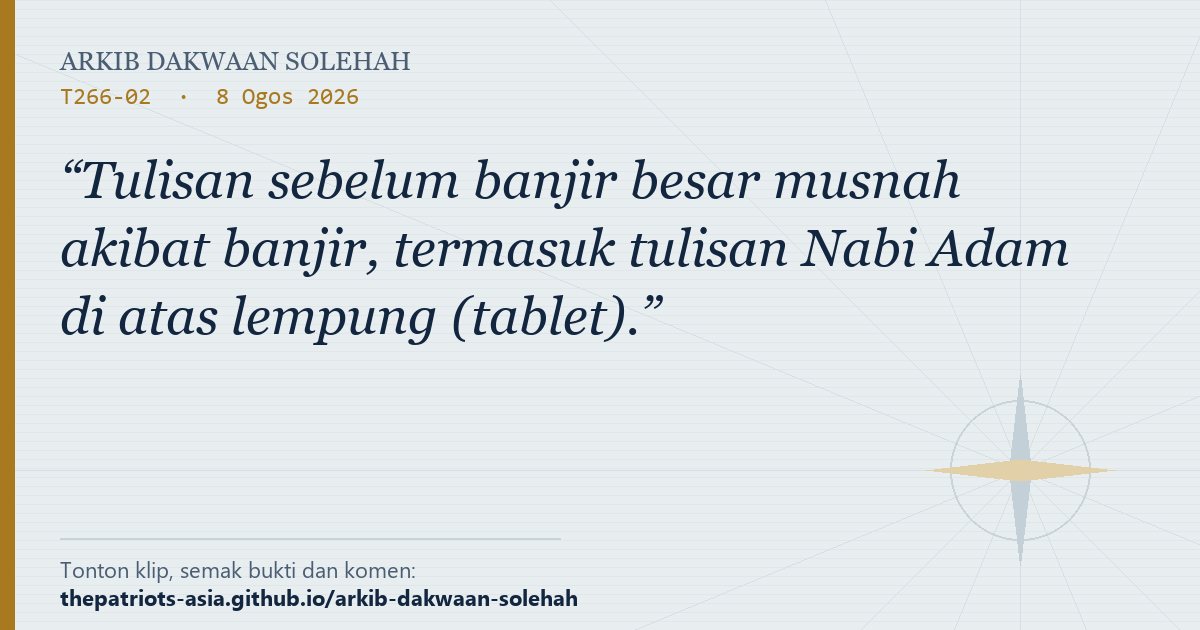 ARKIB DAKWAAN SOLEHAH
T266-02 · 8 Ogos 2026
“Tulisan sebelum banjir besar musnah
akibat banjir, termasuk tulisan Nabi Adam
di atas lempung (tablet).”
Tonton klip, semak bukti dan komen:
thepatriots-asia.github.io/arkib-dakwaan-solehah